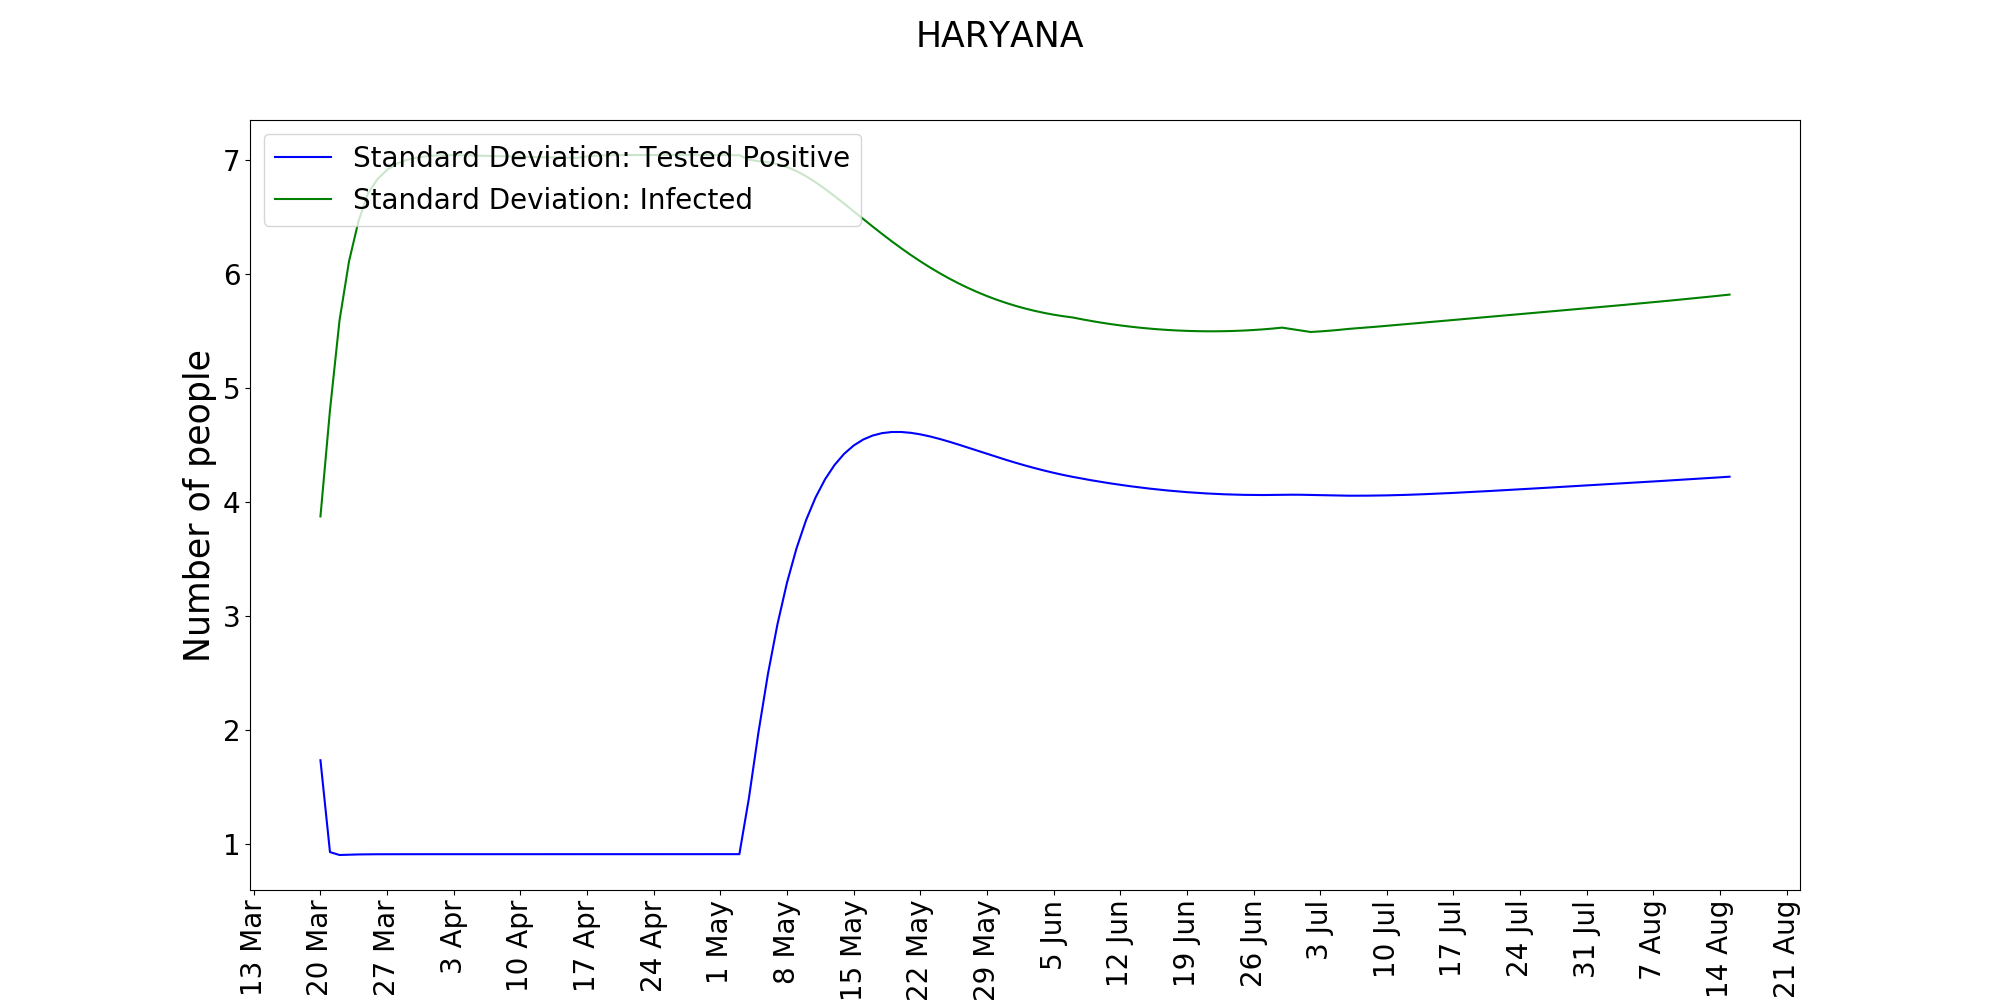 HARYANA
Standard Deviation: Tested Positive
Standard Deviation: Infected
Number of people
7
6
5
4
3
2
1
13 Mar
20 Mar
27 Mar
3 Apr
10 Apr
17 Apr
24 Apr
1 May
8 May
15 May
22 May
29 May
5 Jun
12 Jun
19 Jun
26 Jun
3 Jul
10 Jul
17 Jul
24 Jul
31 Jul
7 Aug
14 Aug
21 Aug